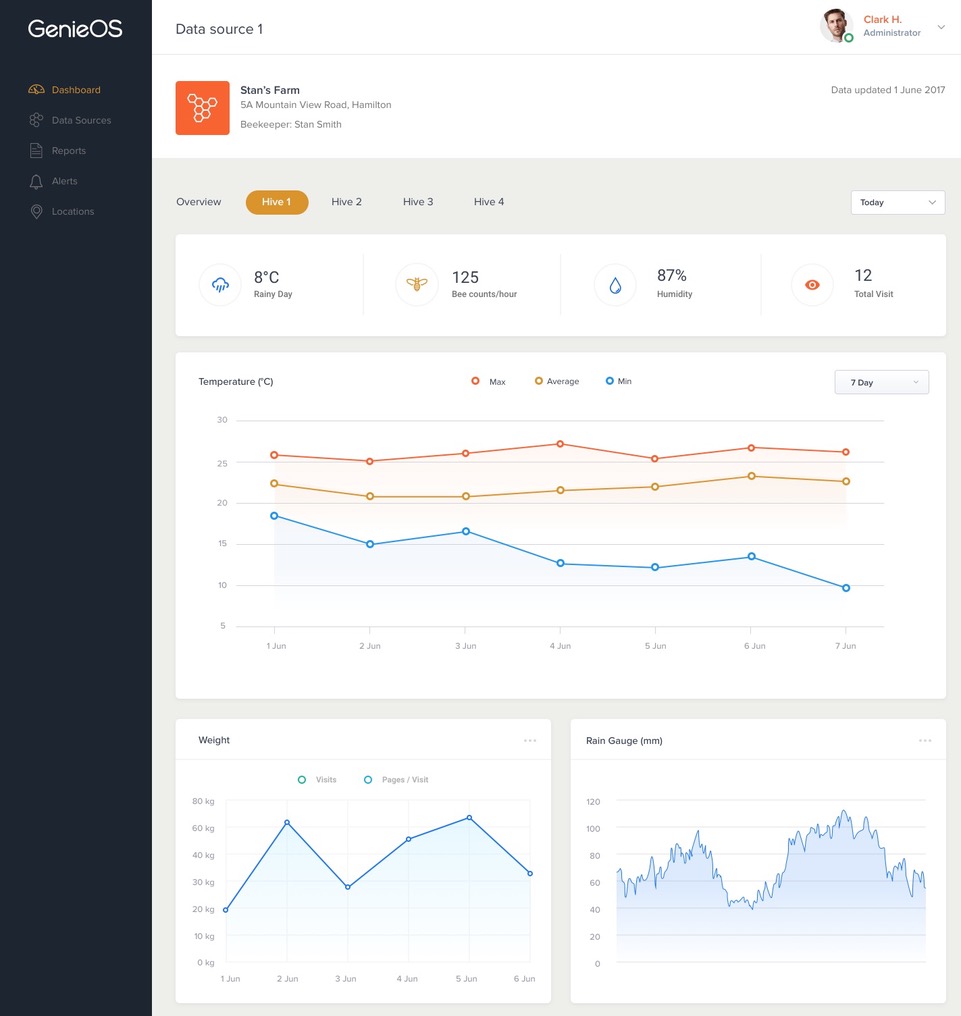 GenieOS
Dashboard
Data Sources
Reports
Alerts
Locations
Data source 1
Clark H.
Administrator
Stan's Farm
5A Mountain View Road, Hamilton
Beekeeper: Stan Smith
Data updated 1 June 2017
Overview
Hive 1
Hive 2
Hive 3
Hive 4
Today
8°C
Rainy Day
125
Bee counts/hour
87%
Humidity
12
Total Visit
Temperature (°C)
Max
Average
Min
7 Day
30
25
20
15
10
5
1 Jun
2 Jun
3 Jun
4 Jun
5 Jun
6 Jun
7 Jun
Weight
Visits
Pages / Visit
80 kg
60 kg
40 kg
30 kg
20 kg
10 kg
0 kg
1 Jun
2 Jun
3 Jun
4 Jun
5 Jun
6 Jun
Rain Gauge (mm)
120
100
80
60
40
20
0